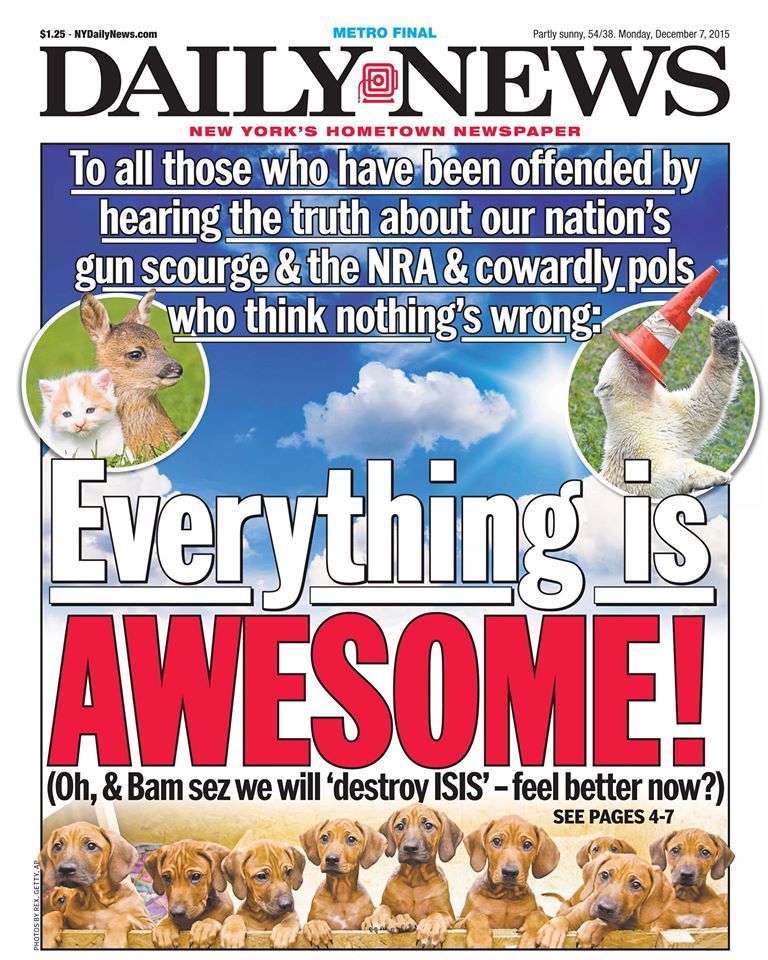 $1.25 - NYDailyNews.com
METRO FINAL
Partly sunny, 54/38. Monday, December 7, 2015
DAILY NEWS
NEW YORK'S HOMETOWN NEWSPAPER
To all those who have been offended by
hearing the truth about our nation's
gun scourge & the NRA & cowardly pols
who think nothing's wrong:
Everything is
AWESOME!
(Oh, & Bam sez we will 'destroy ISIS' – feel better now?)
SEE PAGES 4-7
PHOTOS BY REX, GETTY, AP